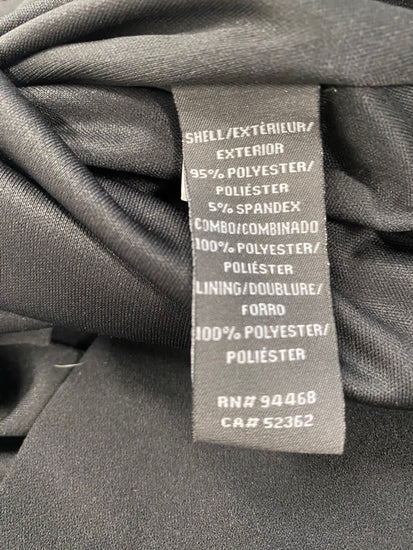 SHELL/EXTÉRIEUR/
EXTERIOR
95% POLYESTER/
POLIÉSTER
5% SPANDEX
COMBO/COMBINADO
100% POLYESTER/
POLIÉSTER
LINING/DOUBLURE/
FORRO
100% POLYESTER/
POLIÉSTER
RN# 94468
CA# 52362